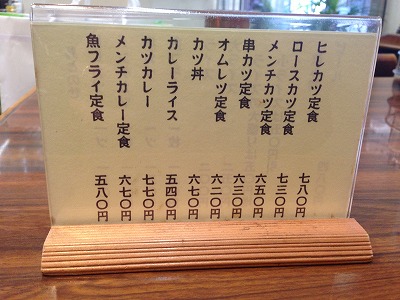 ヒレカツ定食 七八〇円
ロースカツ定食 七三〇円
メンチカツ定食 六五〇円
串カツ定食 六三〇円
オムレツ定食 六二〇円
カツ丼 六七〇円
カレーライス 五四〇円
カツカレー 七七〇円
メンチカレー定食 六七〇円
魚フライ定食 五八〇円